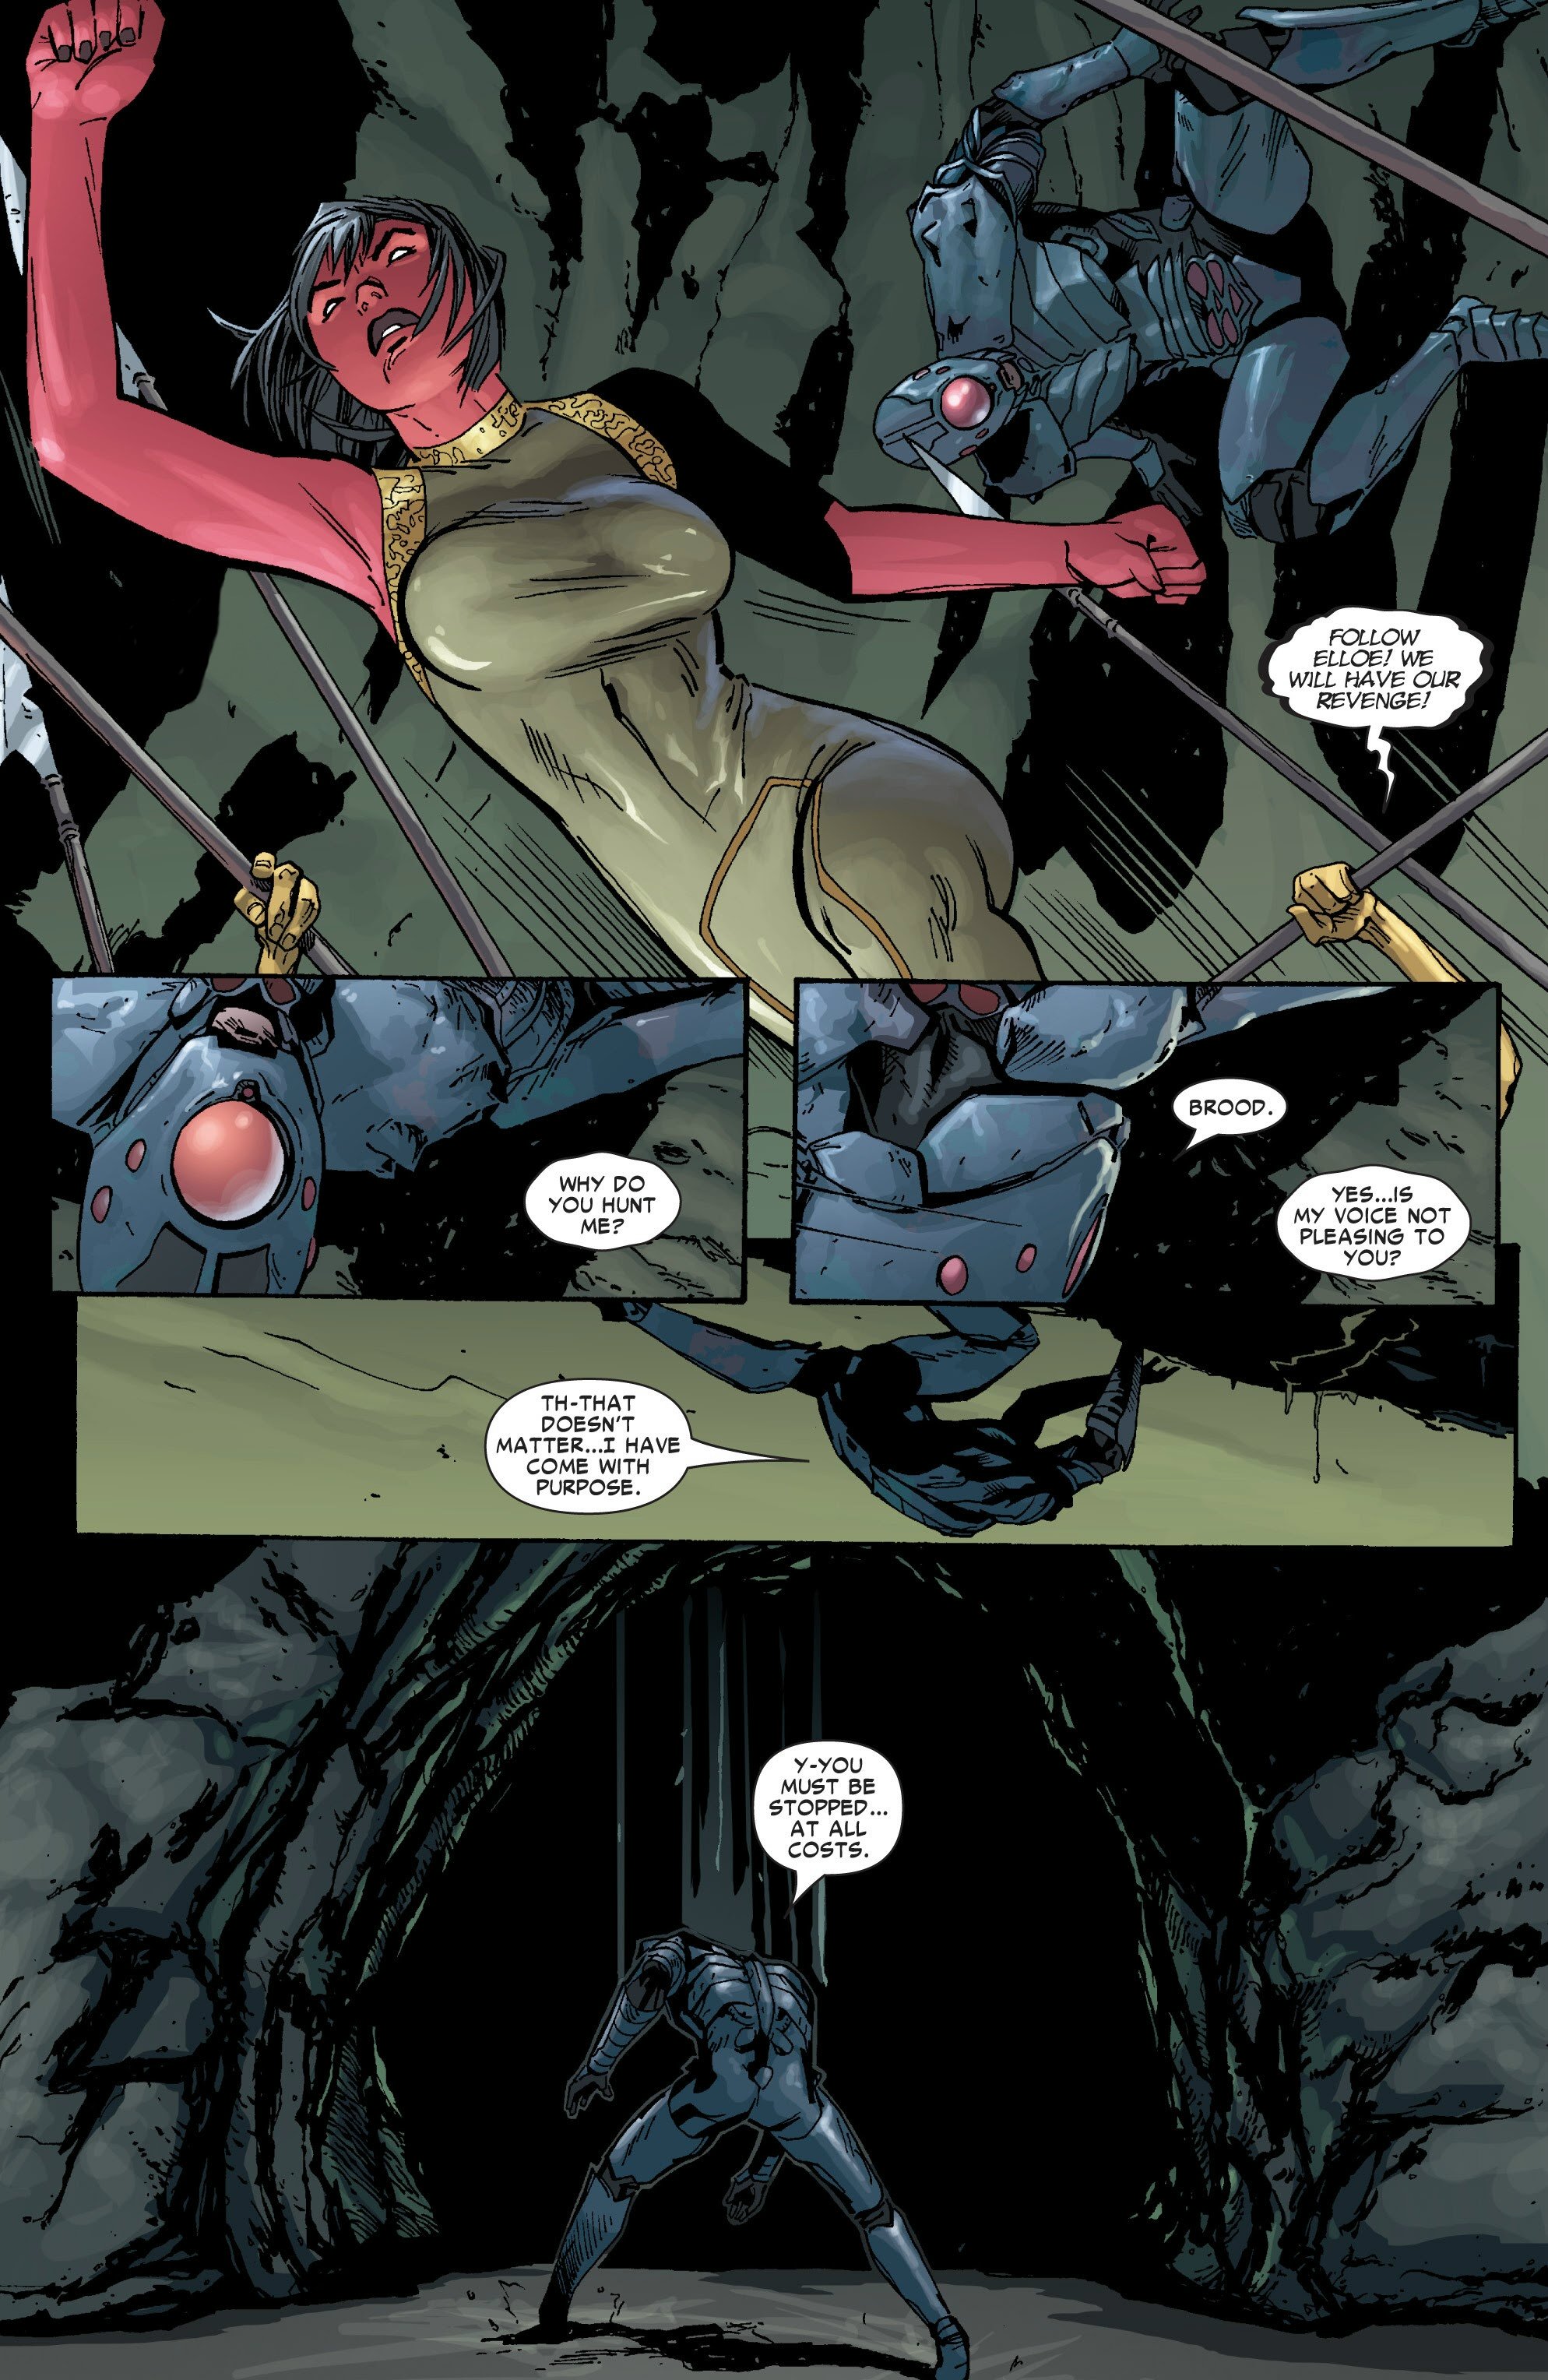 FOLLOW
ELLOE! WE
WILL HAVE OUR
REVENGE!
WHY DO
YOU HUNT
ME?
BROOD.
YES...IS
MY VOICE NOT
PLEASING TO
YOU?
TH-THAT
DOESN'T
MATTER...I HAVE
COME WITH
PURPOSE.
Y-YOU
MUST BE
STOPPED...
AT ALL
COSTS.